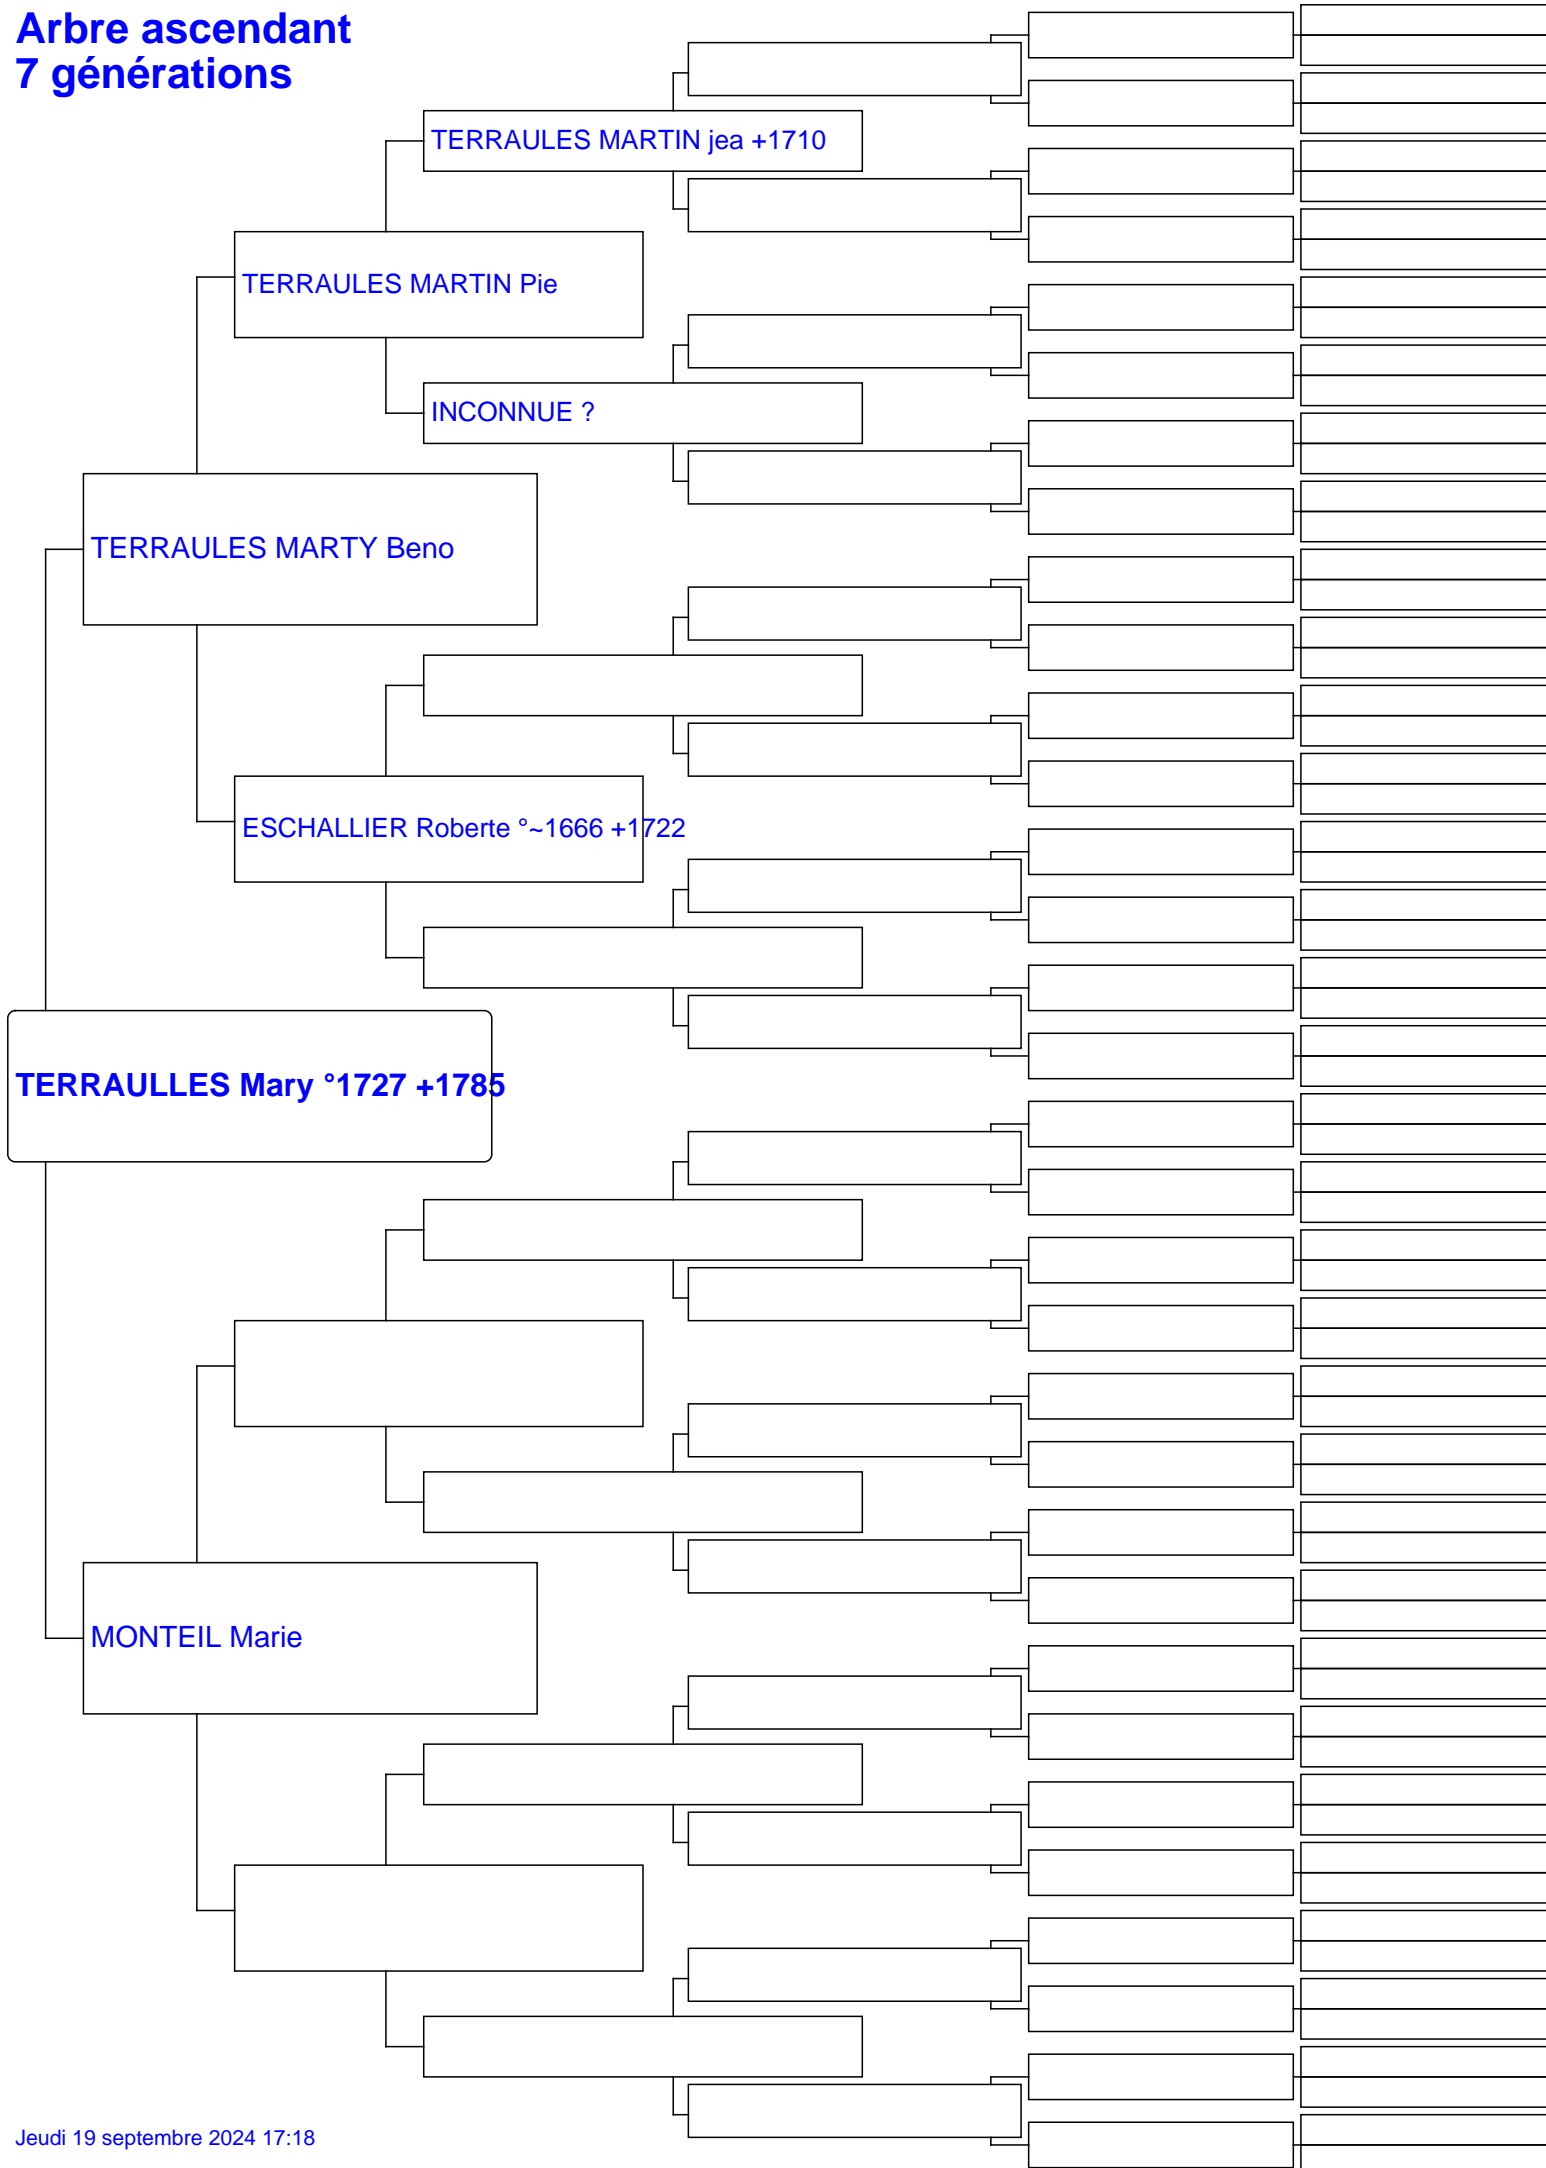 Arbre ascendant
7 générations
TERRAULES MARTIN jea +1710
TERRAULES MARTIN Pie
INCONNUE ?
TERRAULES MARTY Beno
ESCHALLIER Roberte °~1666 +1722
TERRAULLES Mary °1727 +1785
MONTEIL Marie
Jeudi 19 septembre 2024 17:18